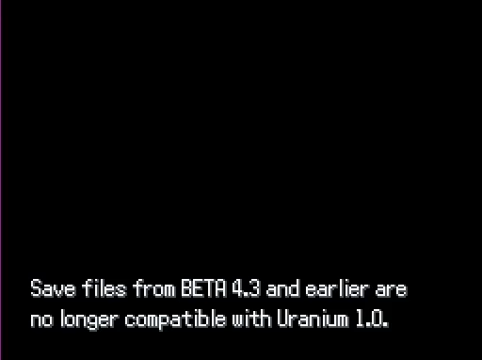 Save files from BETA 4.3 and earlier are
no longer compatible with Uranium 1.0.